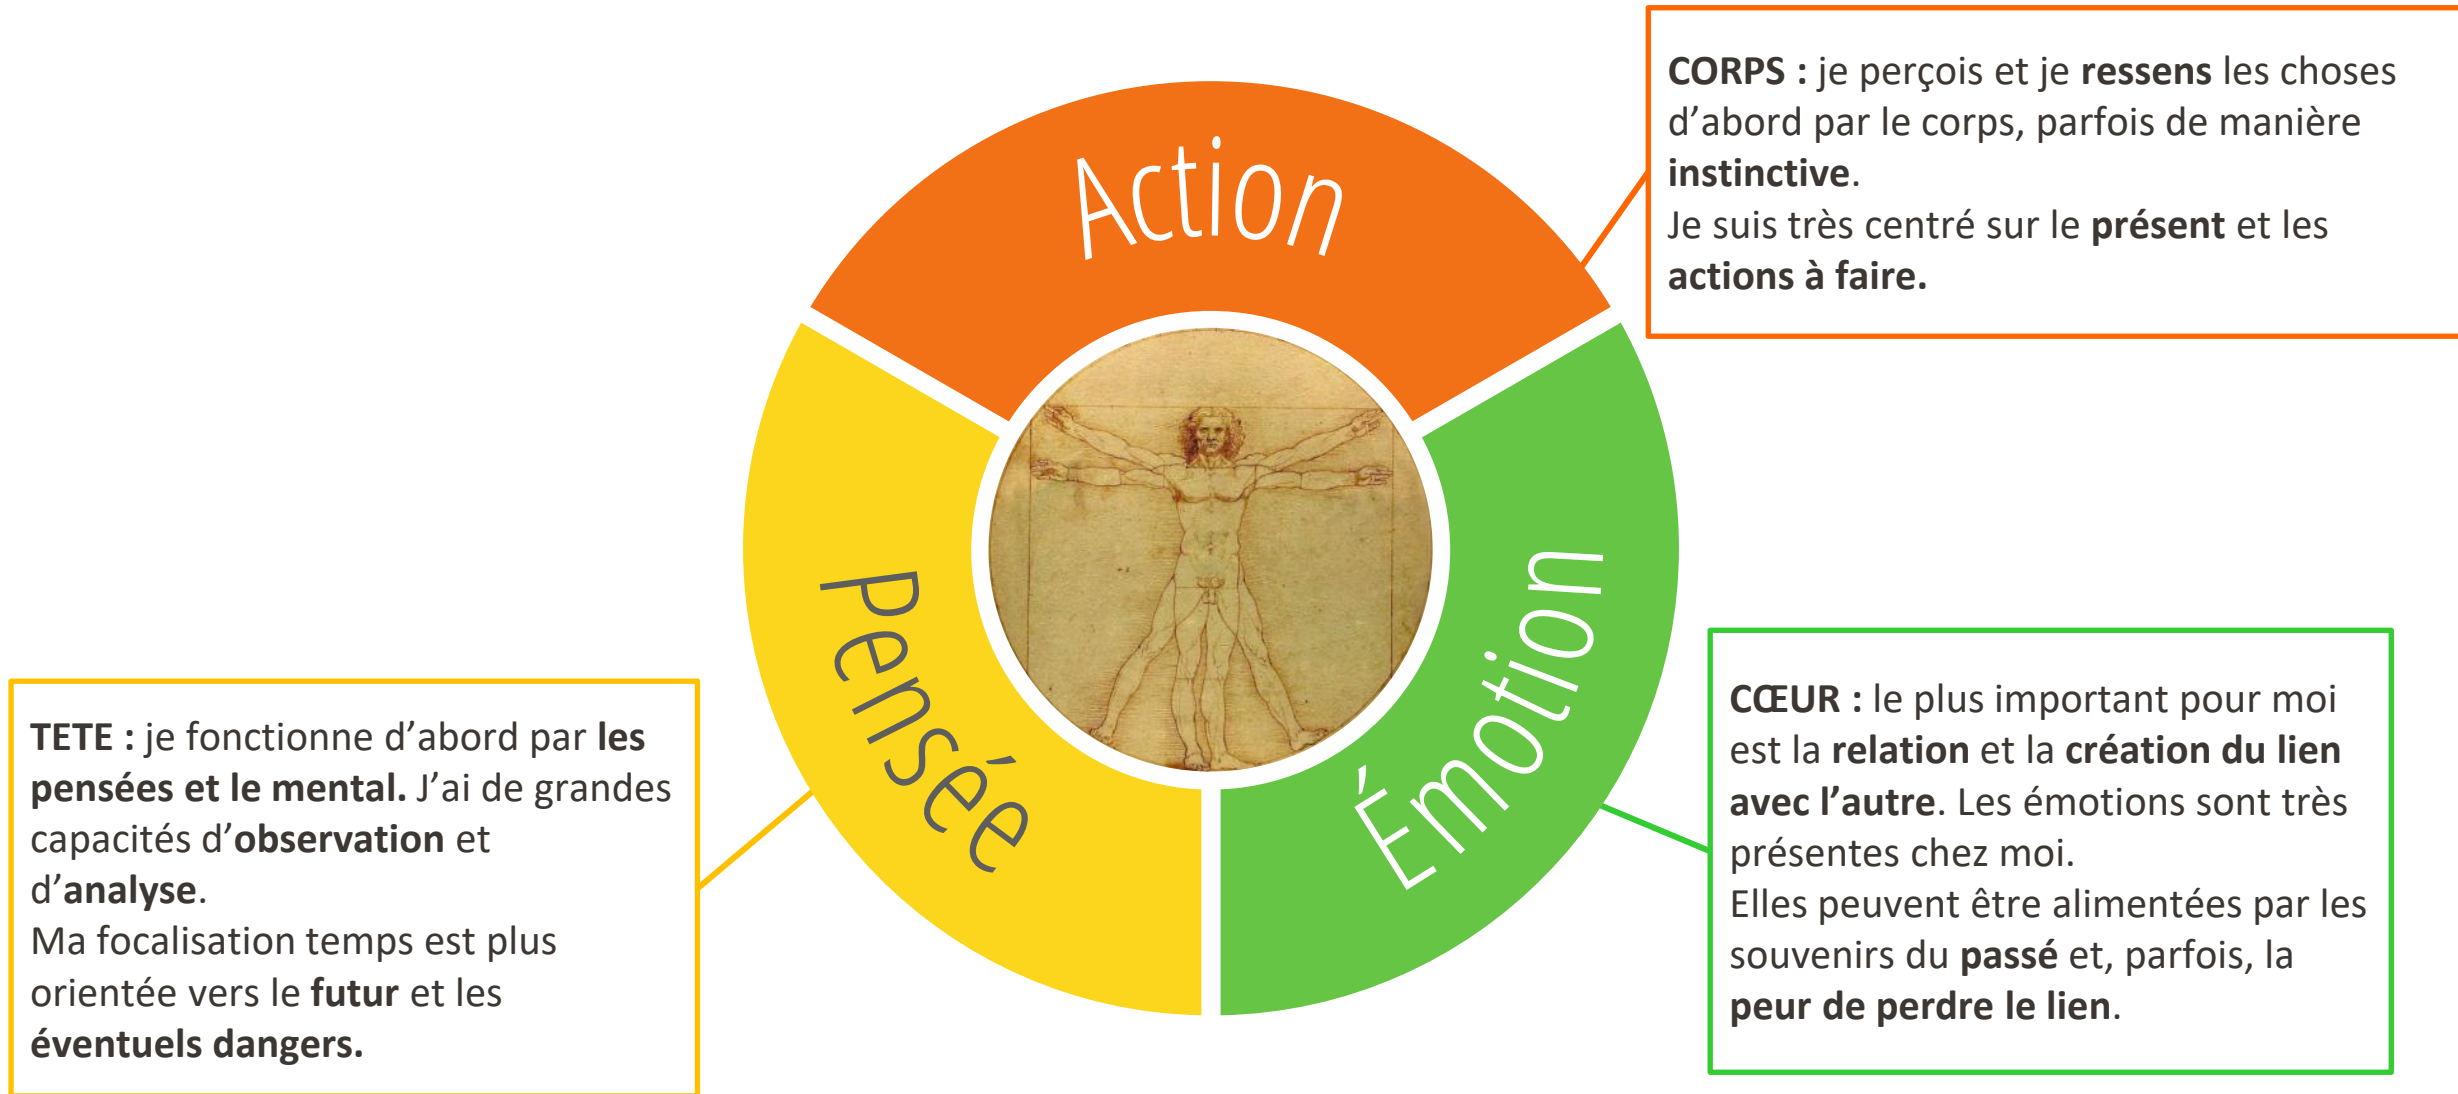 Action
Pensée
Émotion
CORPS : je perçois et je ressens les choses
d’abord par le corps, parfois de manière
instinctive.
Je suis très centré sur le présent et les
actions à faire.
TETE : je fonctionne d’abord par les
pensées et le mental. J’ai de grandes
capacités d’observation et
d’analyse.
Ma focalisation temps est plus
orientée vers le futur et les
éventuels dangers.
CŒUR : le plus important pour moi
est la relation et la création du lien
avec l’autre. Les émotions sont très
présentes chez moi.
Elles peuvent être alimentées par les
souvenirs du passé et, parfois, la
peur de perdre le lien.